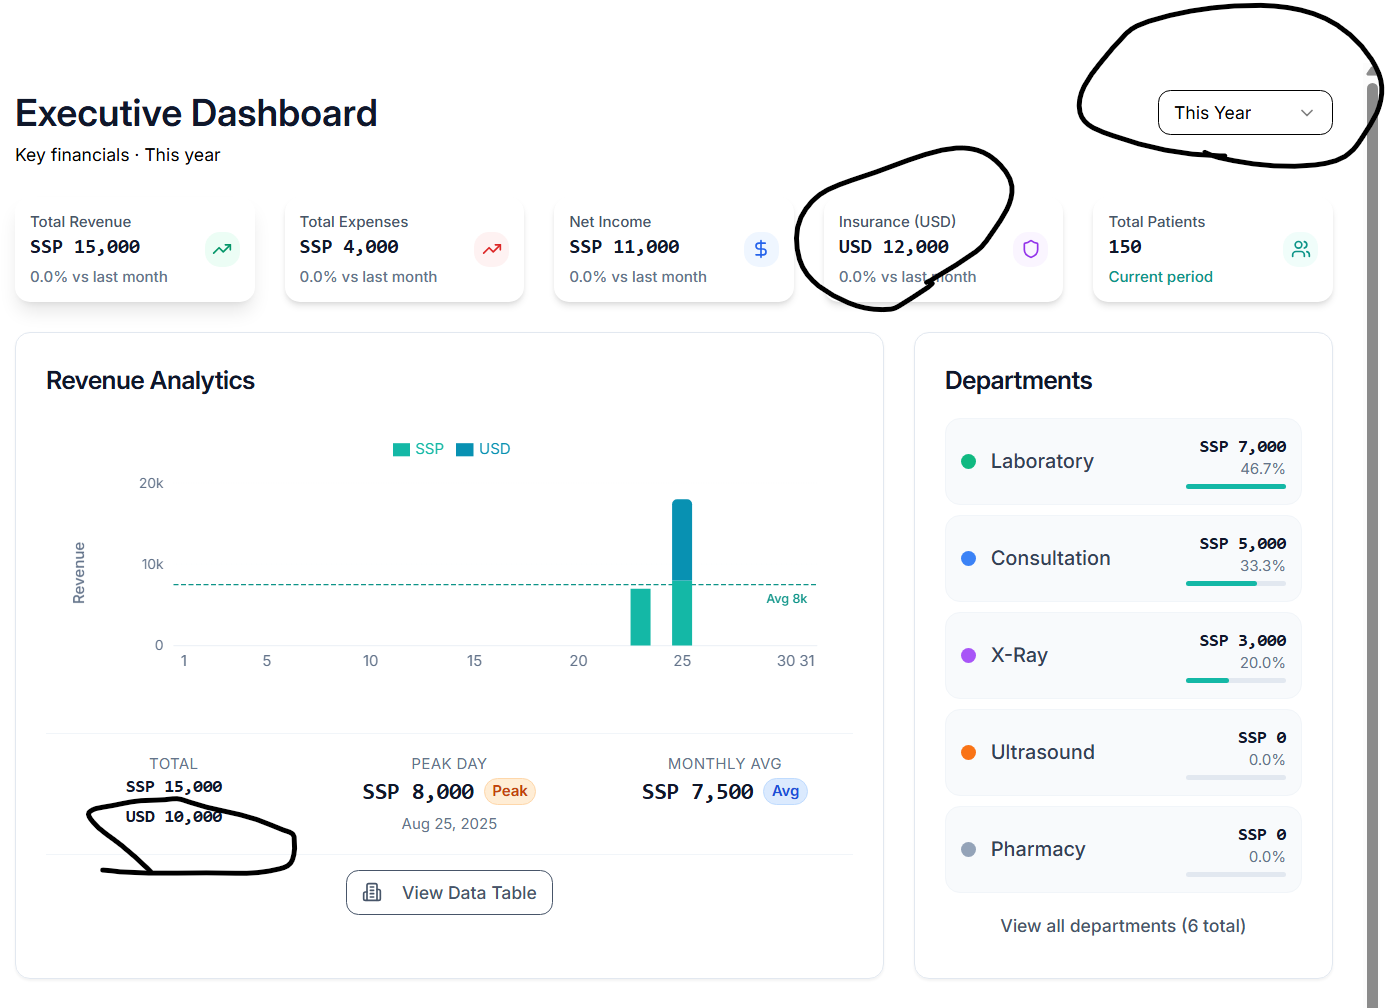 This Year
Executive Dashboard
Key financials · This year
Total Revenue
SSP 15,000
0.0% vs last month
Total Expenses
SSP 4,000
0.0% vs last month
Net Income
SSP 11,000
0.0% vs last month
Insurance (USD)
USD 12,000
0.0% vs last month
Total Patients
150
Current period
Revenue Analytics
SSP USD
20k
10k
0
Revenue
Avg 8k
1 5 10 15 20 25 30 31
TOTAL
SSP 15,000
USD 10,000
PEAK DAY
SSP 8,000 Peak
Aug 25, 2025
MONTHLY AVG
SSP 7,500 Avg
View Data Table
Departments
Laboratory
SSP 7,000
46.7%
Consultation
SSP 5,000
33.3%
X-Ray
SSP 3,000
20.0%
Ultrasound
SSP 0
0.0%
Pharmacy
SSP 0
0.0%
View all departments (6 total)